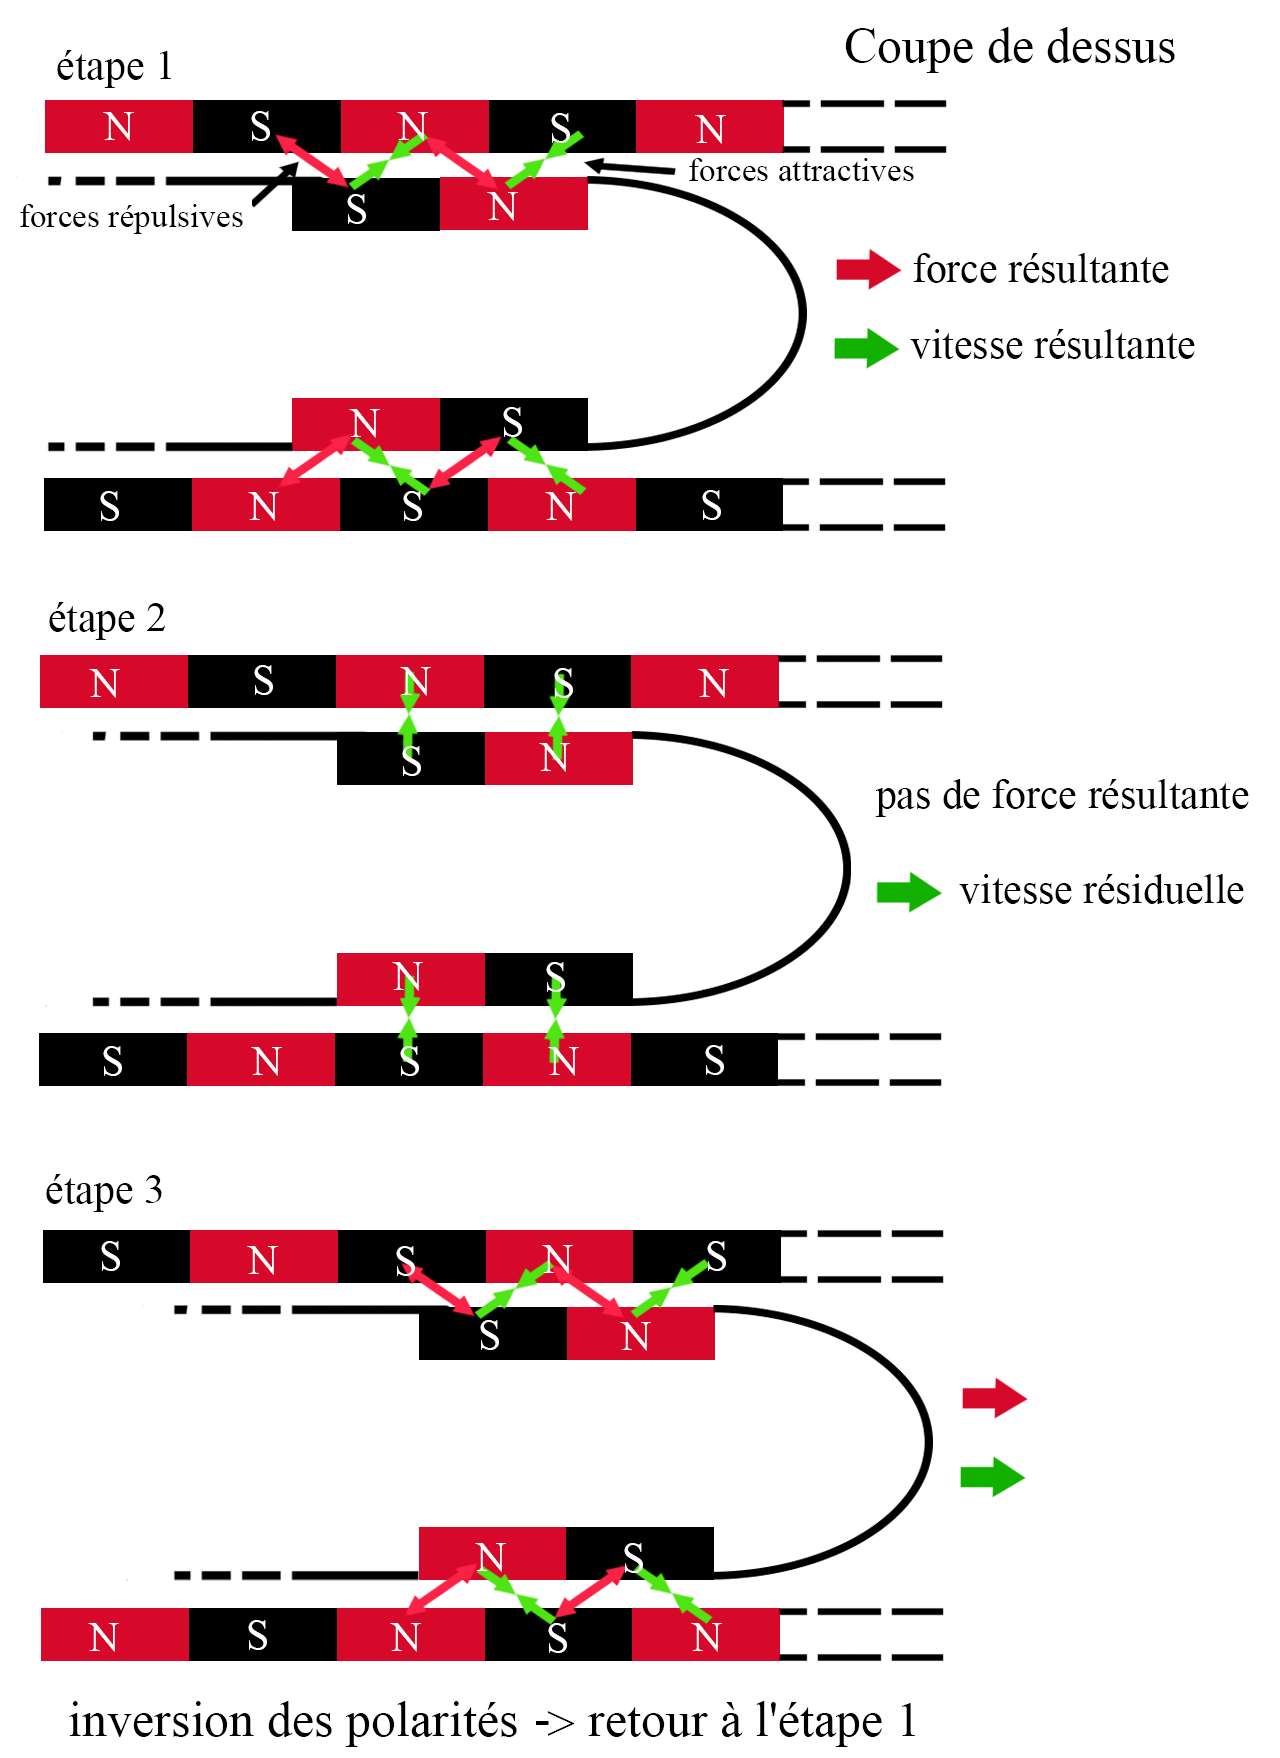 Coupe de dessus
étape 1
N S N S N
forces attractives
forces répulsives
S N
force résultante
vitesse résultante
N S
S N S N S
étape 2
N S N S N
S N
pas de force résultante
vitesse résiduelle
N S
S N S N S
étape 3
S N S N S
S N
N S
N S N S N
inversion des polarités -> retour à l'étape 1